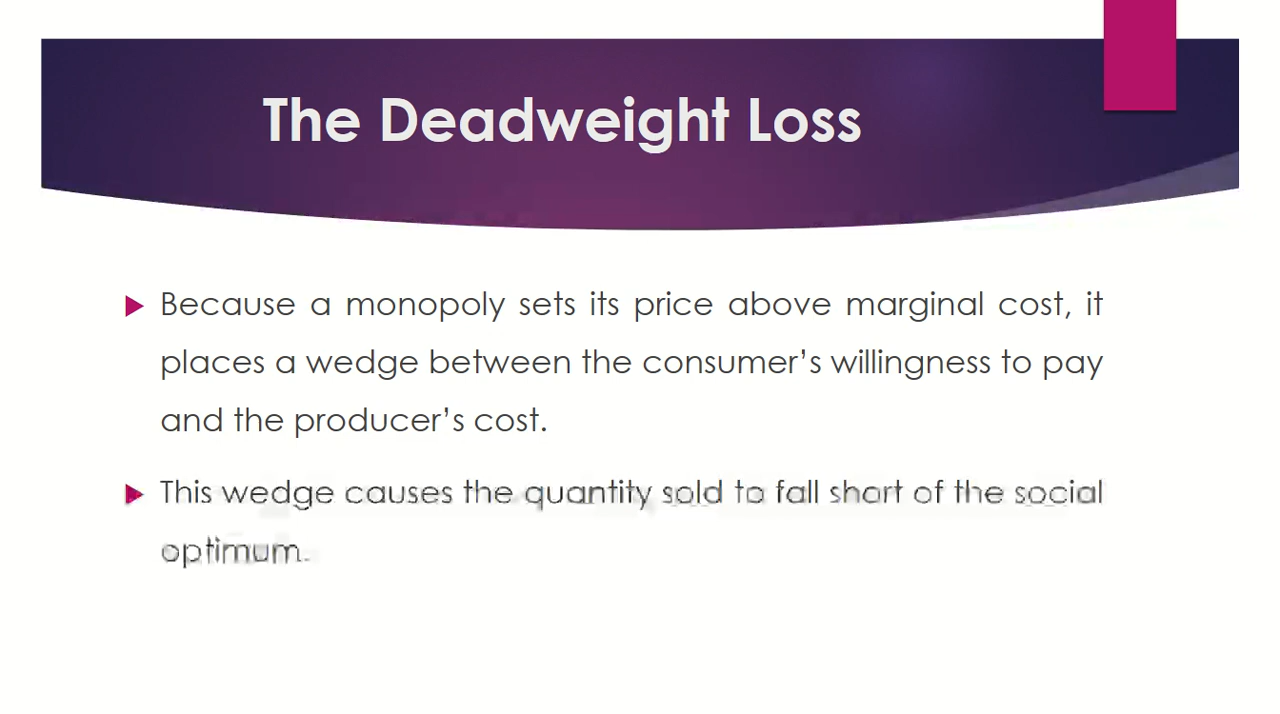 The Deadweight Loss
Because a monopoly sets its price above marginal cost, it
places a wedge between the consumer’s willingness to pay
and the producer’s cost.
This wedge causes the quantity sold to fall short of the social
optimum.